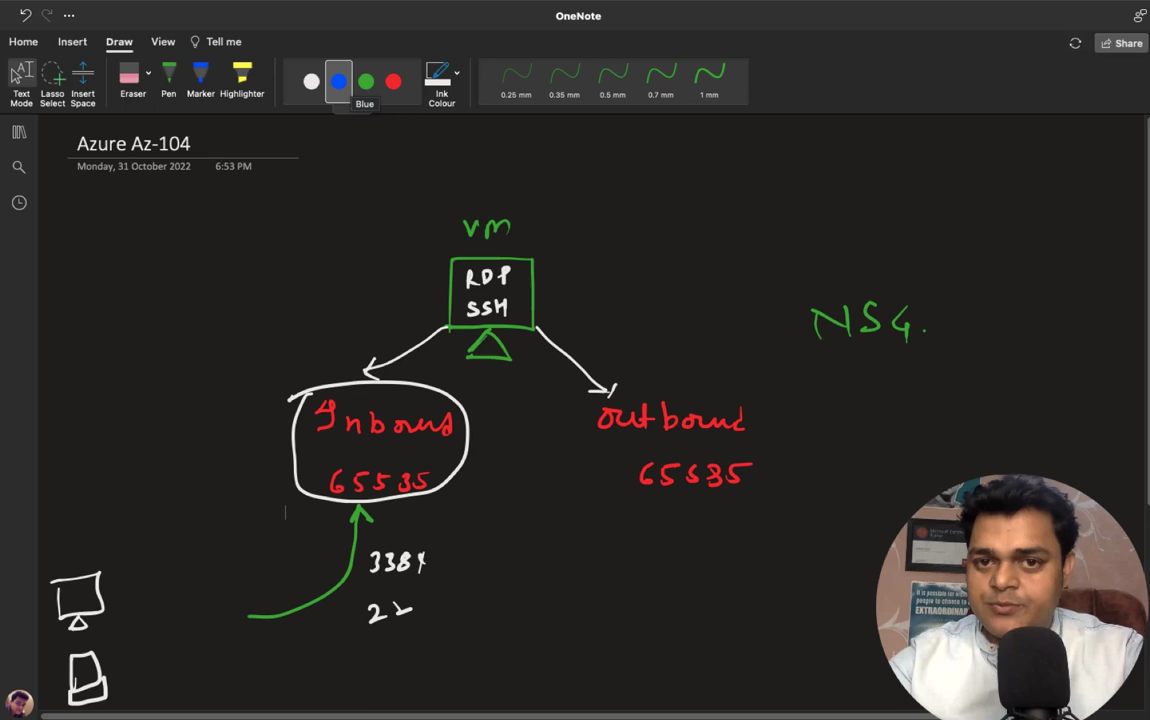 OneNote
Home Insert Draw View Tell me
Share
Text Mode
Lasso Select
Insert Space
Eraser
Pen
Marker
Highlighter
Blue
Ink Colour
0.25 mm 0.35 mm 0.5 mm 0.7 mm 1 mm
Azure Az-104
Monday, 31 October 2022 6:53 PM
VM
RDP
SSH
NSG.
Inbound
65535
outbound
65535
3389
22
EXTRAORDINAR